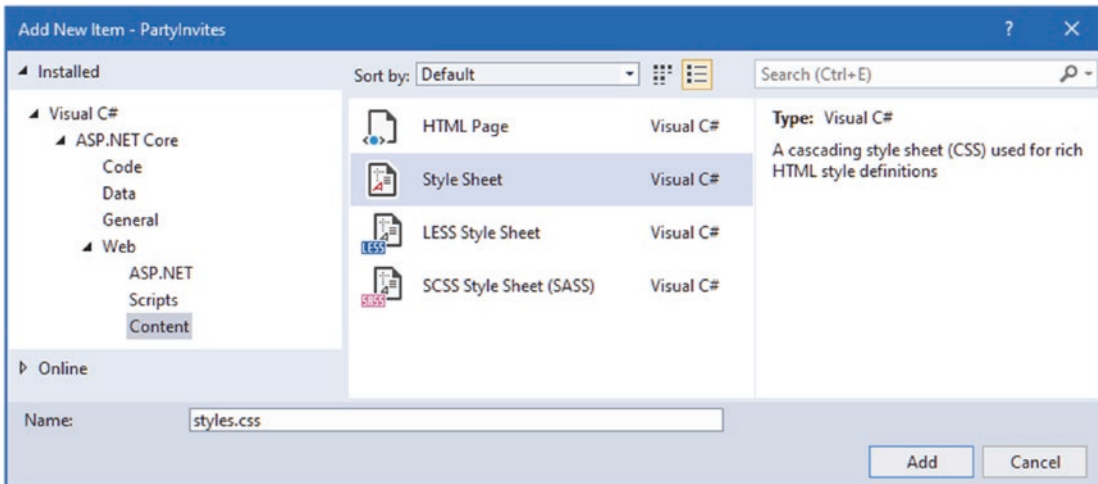 Add New Item - PartyInvites ?
Installed
Visual C#
ASP.NET Core
Code
Data
General
Web
ASP.NET
Scripts
Content
Online
Sort by: Default
HTML Page Visual C#
Style Sheet Visual C#
LESS
LESS Style Sheet Visual C#
SASS
SCSS Style Sheet (SASS) Visual C#
Search (Ctrl+E)
Type: Visual C#
A cascading style sheet (CSS) used for rich
HTML style definitions
Name: styles.css
Add Cancel